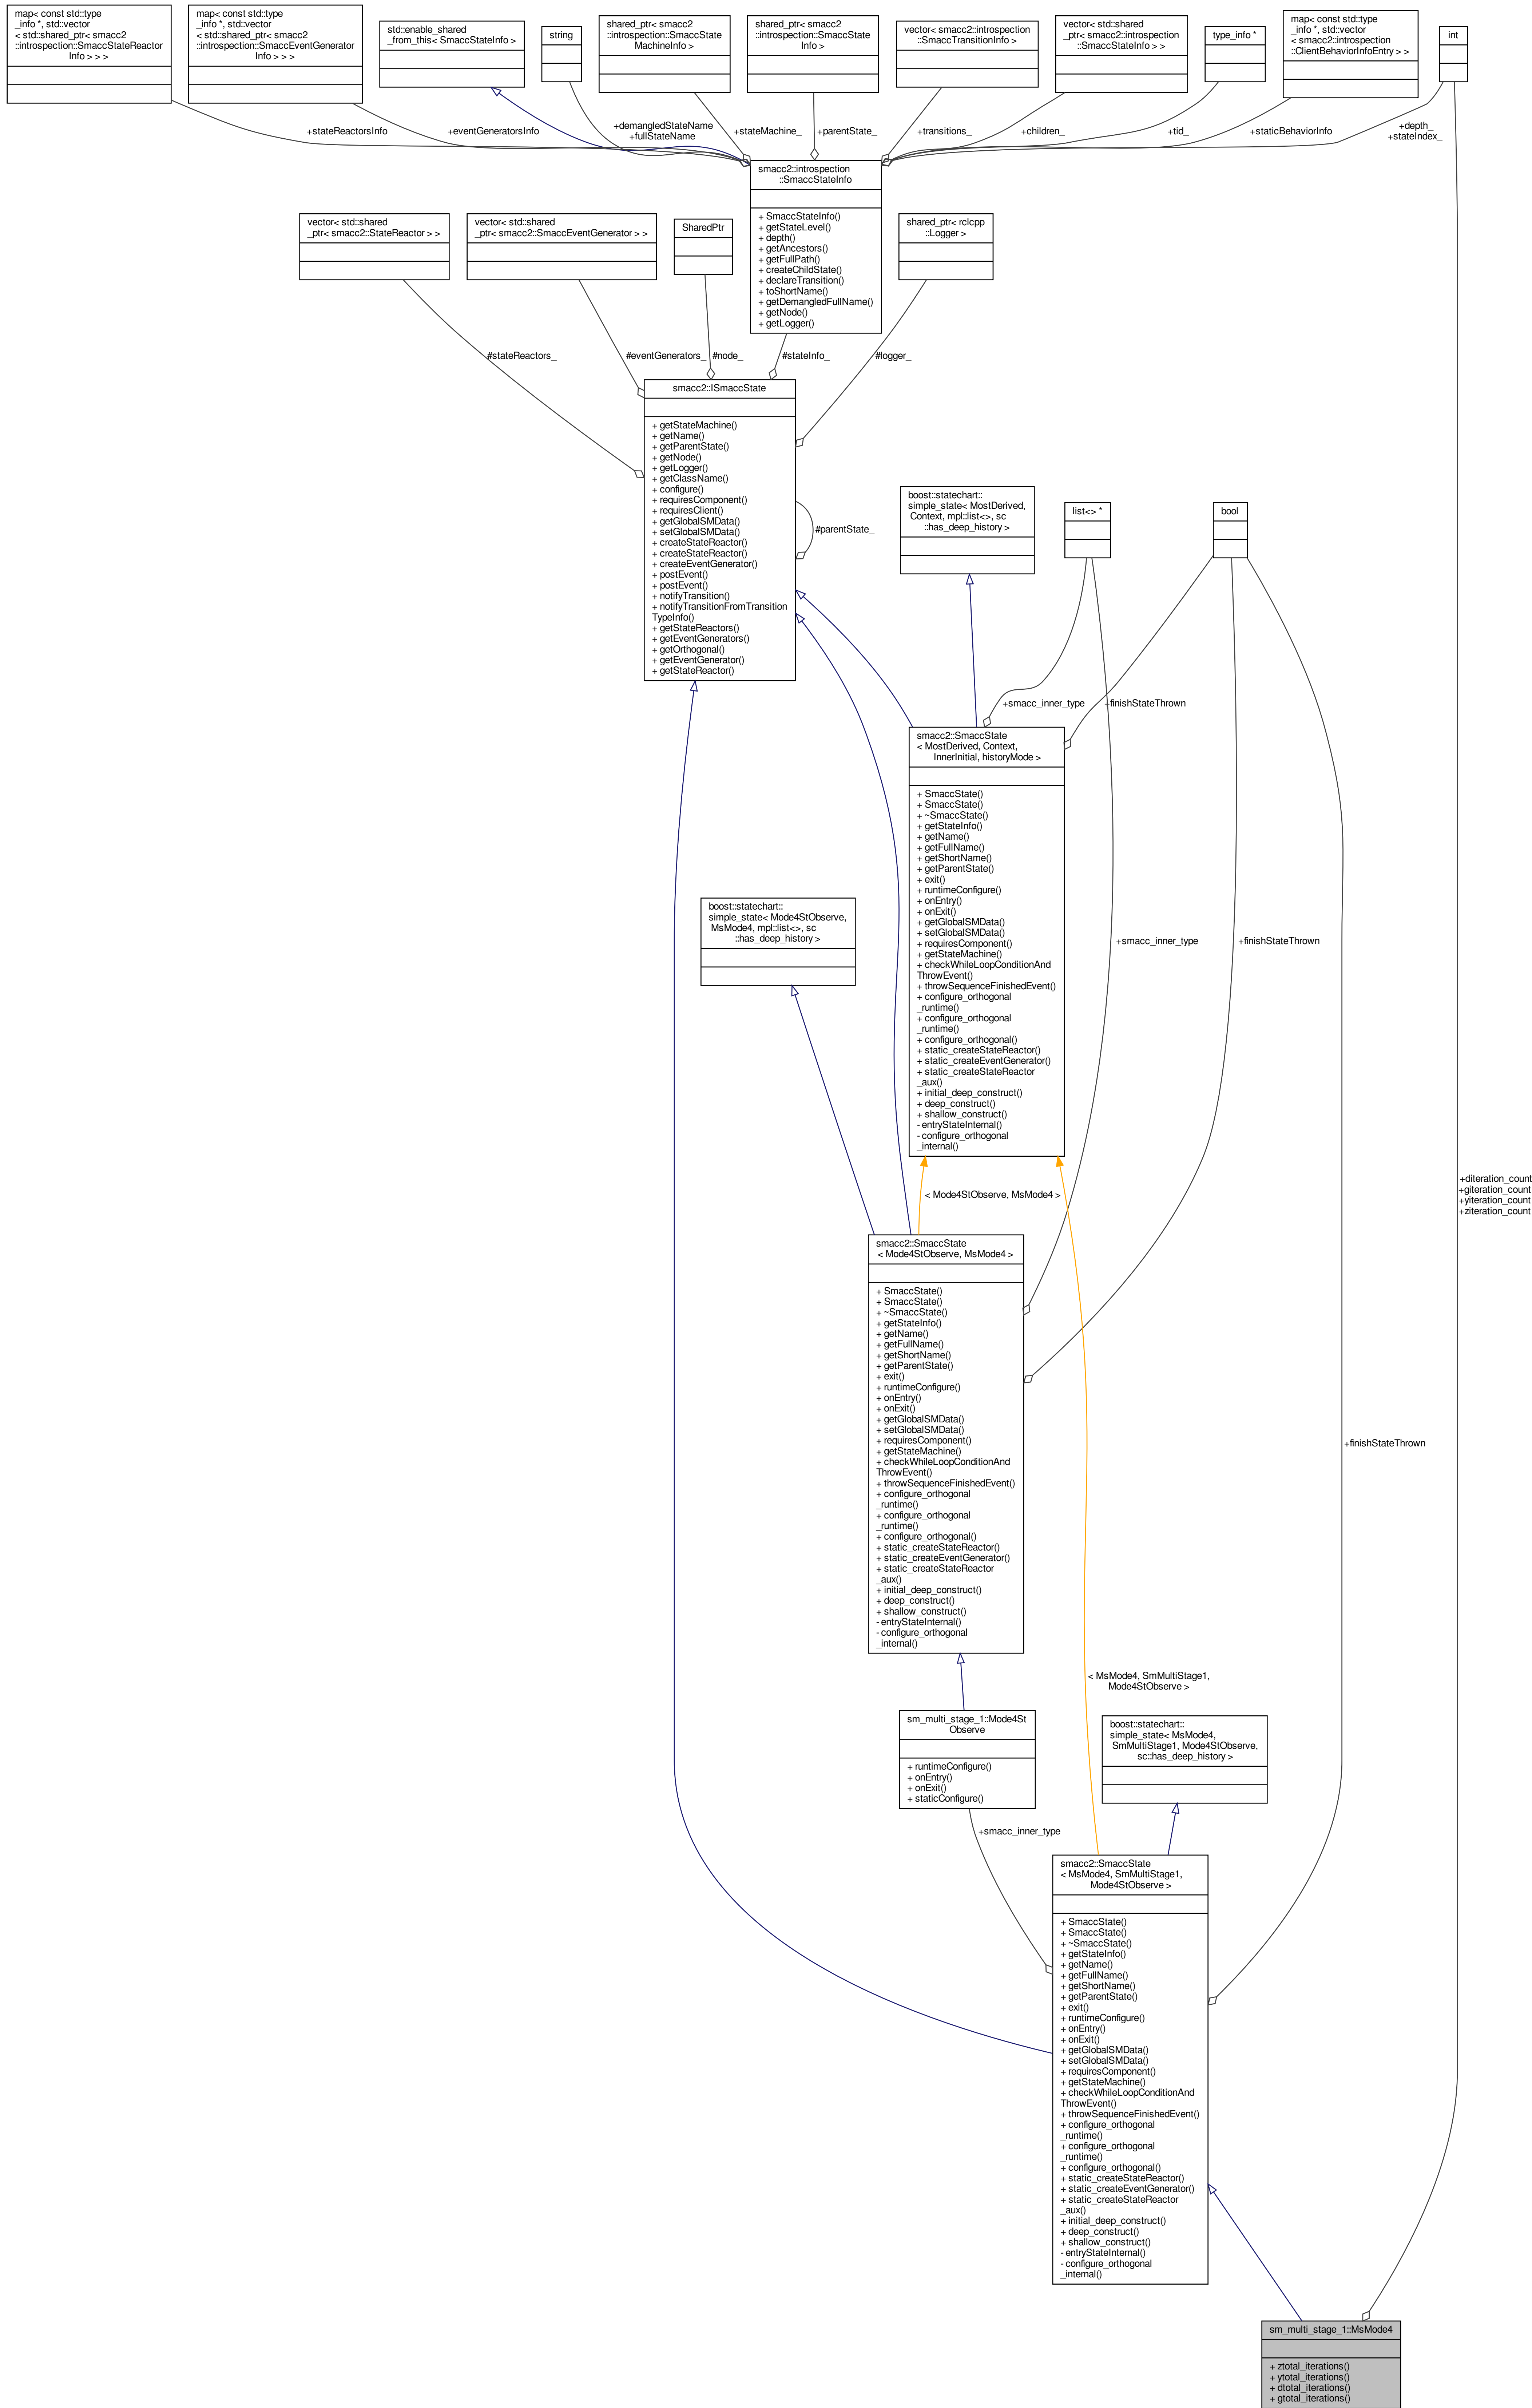 map< const std::type
_info *, std::vector
< std::shared_ptr< smacc2
::introspection::SmaccStateReactor
Info > > >
map< const std::type
_info *, std::vector
< std::shared_ptr< smacc2
::introspection::SmaccEventGenerator
Info > > >
std::enable_shared
_from_this< SmaccStateInfo >
string
shared_ptr< smacc2
::introspection::SmaccState
MachineInfo >
shared_ptr< smacc2
::introspection::SmaccState
Info >
vector< smacc2::introspection
::SmaccTransitionInfo >
vector< std::shared
_ptr< smacc2::introspection
::SmaccStateInfo > >
type_info *
map< const std::type
_info *, std::vector
< smacc2::introspection
::ClientBehaviorInfoEntry > >
int
+stateReactorsInfo
+eventGeneratorsInfo
+demangledStateName
+fullStateName
+stateMachine_
+parentState_
+transitions_
+children_
+tid_
+staticBehaviorInfo
+depth_
+stateIndex_
smacc2::introspection
::SmaccStateInfo
+ SmaccStateInfo()
+ getStateLevel()
+ depth()
+ getAncestors()
+ getFullPath()
+ createChildState()
+ declareTransition()
+ toShortName()
+ getDemangledFullName()
+ getNode()
+ getLogger()
vector< std::shared
_ptr< smacc2::StateReactor > >
vector< std::shared
_ptr< smacc2::SmaccEventGenerator > >
SharedPtr
shared_ptr< rclcpp
::Logger >
#stateReactors_
#eventGenerators_
#node_
#stateInfo_
#logger_
smacc2::ISmaccState
+ getStateMachine()
+ getName()
+ getParentState()
+ getNode()
+ getLogger()
+ getClassName()
+ configure()
+ requiresComponent()
+ requiresClient()
+ getGlobalSMData()
+ setGlobalSMData()
+ createStateReactor()
+ createStateReactor()
+ createEventGenerator()
+ postEvent()
+ postEvent()
+ notifyTransition()
+ notifyTransitionFromTransition
TypeInfo()
+ getStateReactors()
+ getEventGenerators()
+ getOrthogonal()
+ getEventGenerator()
+ getStateReactor()
#parentState_
boost::statechart::
simple_state< MostDerived,
Context, mpl::list<>, sc
::has_deep_history >
list<> *
bool
+smacc_inner_type
+finishStateThrown
smacc2::SmaccState
< MostDerived, Context,
InnerInitial, historyMode >
+ SmaccState()
+ SmaccState()
+ ~SmaccState()
+ getStateInfo()
+ getName()
+ getFullName()
+ getShortName()
+ getParentState()
+ exit()
+ runtimeConfigure()
+ onEntry()
+ onExit()
+ getGlobalSMData()
+ setGlobalSMData()
+ requiresComponent()
+ getStateMachine()
+ checkWhileLoopConditionAnd
ThrowEvent()
+ throwSequenceFinishedEvent()
+ configure_orthogonal
_runtime()
+ configure_orthogonal
_runtime()
+ configure_orthogonal()
+ static_createStateReactor()
+ static_createEventGenerator()
+ static_createStateReactor
_aux()
+ initial_deep_construct()
+ deep_construct()
+ shallow_construct()
- entryStateInternal()
- configure_orthogonal
_internal()
boost::statechart::
simple_state< Mode4StObserve,
MsMode4, mpl::list<>, sc
::has_deep_history >
+smacc_inner_type
+finishStateThrown
< Mode4StObserve, MsMode4 >
+diteration_count
+giteration_count
+yiteration_count
+ziteration_count
smacc2::SmaccState
< Mode4StObserve, MsMode4 >
+ SmaccState()
+ SmaccState()
+ ~SmaccState()
+ getStateInfo()
+ getName()
+ getFullName()
+ getShortName()
+ getParentState()
+ exit()
+ runtimeConfigure()
+ onEntry()
+ onExit()
+ getGlobalSMData()
+ setGlobalSMData()
+ requiresComponent()
+ getStateMachine()
+ checkWhileLoopConditionAnd
ThrowEvent()
+ throwSequenceFinishedEvent()
+ configure_orthogonal
_runtime()
+ configure_orthogonal
_runtime()
+ configure_orthogonal()
+ static_createStateReactor()
+ static_createEventGenerator()
+ static_createStateReactor
_aux()
+ initial_deep_construct()
+ deep_construct()
+ shallow_construct()
- entryStateInternal()
- configure_orthogonal
_internal()
+finishStateThrown
< MsMode4, SmMultiStage1,
Mode4StObserve >
sm_multi_stage_1::Mode4St
Observe
+ runtimeConfigure()
+ onEntry()
+ onExit()
+ staticConfigure()
boost::statechart::
simple_state< MsMode4,
SmMultiStage1, Mode4StObserve,
sc::has_deep_history >
+smacc_inner_type
smacc2::SmaccState
< MsMode4, SmMultiStage1,
Mode4StObserve >
+ SmaccState()
+ SmaccState()
+ ~SmaccState()
+ getStateInfo()
+ getName()
+ getFullName()
+ getShortName()
+ getParentState()
+ exit()
+ runtimeConfigure()
+ onEntry()
+ onExit()
+ getGlobalSMData()
+ setGlobalSMData()
+ requiresComponent()
+ getStateMachine()
+ checkWhileLoopConditionAnd
ThrowEvent()
+ throwSequenceFinishedEvent()
+ configure_orthogonal
_runtime()
+ configure_orthogonal
_runtime()
+ configure_orthogonal()
+ static_createStateReactor()
+ static_createEventGenerator()
+ static_createStateReactor
_aux()
+ initial_deep_construct()
+ deep_construct()
+ shallow_construct()
- entryStateInternal()
- configure_orthogonal
_internal()
sm_multi_stage_1::MsMode4
+ ztotal_iterations()
+ ytotal_iterations()
+ dtotal_iterations()
+ gtotal_iterations()